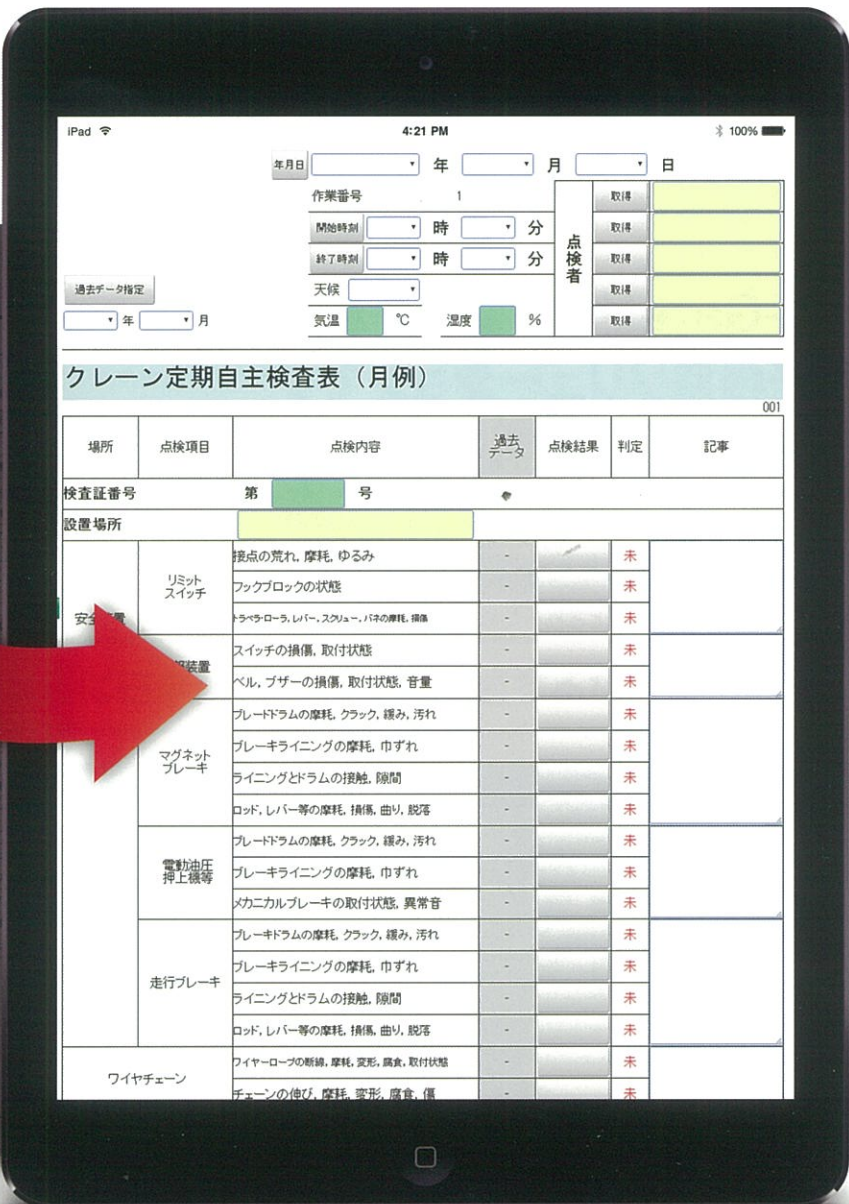 iPad 4:21 PM 100%
年月日 年 月 日
作業番号 1
開始時刻 時 分
終了時刻 時 分
天候
気温 ℃ 湿度 %
点検者
取得
取得
取得
取得
取得
過去データ指定
年 月
クレーン定期自主検査表（月例）
001
場所 点検項目 点検内容 過去データ 点検結果 判定 記事
検査証番号 第 号
設置場所
安全 置
リミットスイッチ
接点の荒れ, 摩耗, ゆるみ - 未
フックブロックの状態 - 未
トラベラ・ローラ, レバー, スクリュー, バネの摩耗, 損傷 - 未
装置
スイッチの損傷, 取付状態 - 未
ベル, ブザーの損傷, 取付状態, 音量 - 未
マグネットブレーキ
ブレードドラムの摩耗, クラック, 緩み, 汚れ - 未
ブレーキライニングの摩耗, 巾ずれ - 未
ライニングとドラムの接触, 隙間 - 未
ロッド, レバー等の摩耗, 損傷, 曲り, 脱落 - 未
電動油圧押上機等
ブレードドラムの摩耗, クラック, 緩み, 汚れ - 未
ブレーキライニングの摩耗, 巾ずれ - 未
メカニカルブレーキの取付状態, 異常音 - 未
走行ブレーキ
ブレーキドラムの摩耗, クラック, 緩み, 汚れ - 未
ブレーキライニングの摩耗, 巾ずれ - 未
ライニングとドラムの接触, 隙間 - 未
ロッド, レバー等の摩耗, 損傷, 曲り, 脱落 - 未
ワイヤチェーン
ワイヤーロープの断線, 摩耗, 変形, 腐食, 取付状態 - 未
チェーンの伸び, 摩耗, 変形, 腐食, 傷 - 未